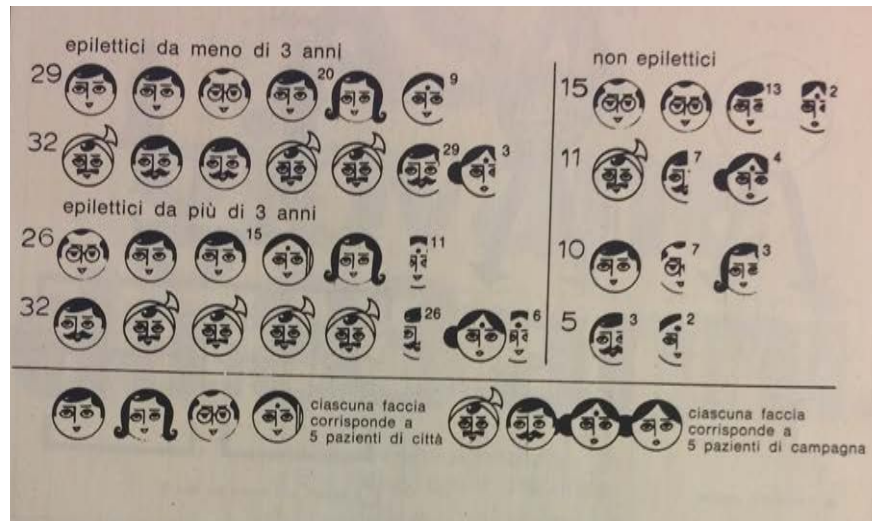 epilettici da meno di 3 anni
29 20 9
32 29 3
epilettici da più di 3 anni
26 15 11
32 26 6
non epilettici
15 13 2
11 7 4
10 7 3
5 3 2
ciascuna faccia
corrisponde a
5 pazienti di città
ciascuna faccia
corrisponde a
5 pazienti di campagna